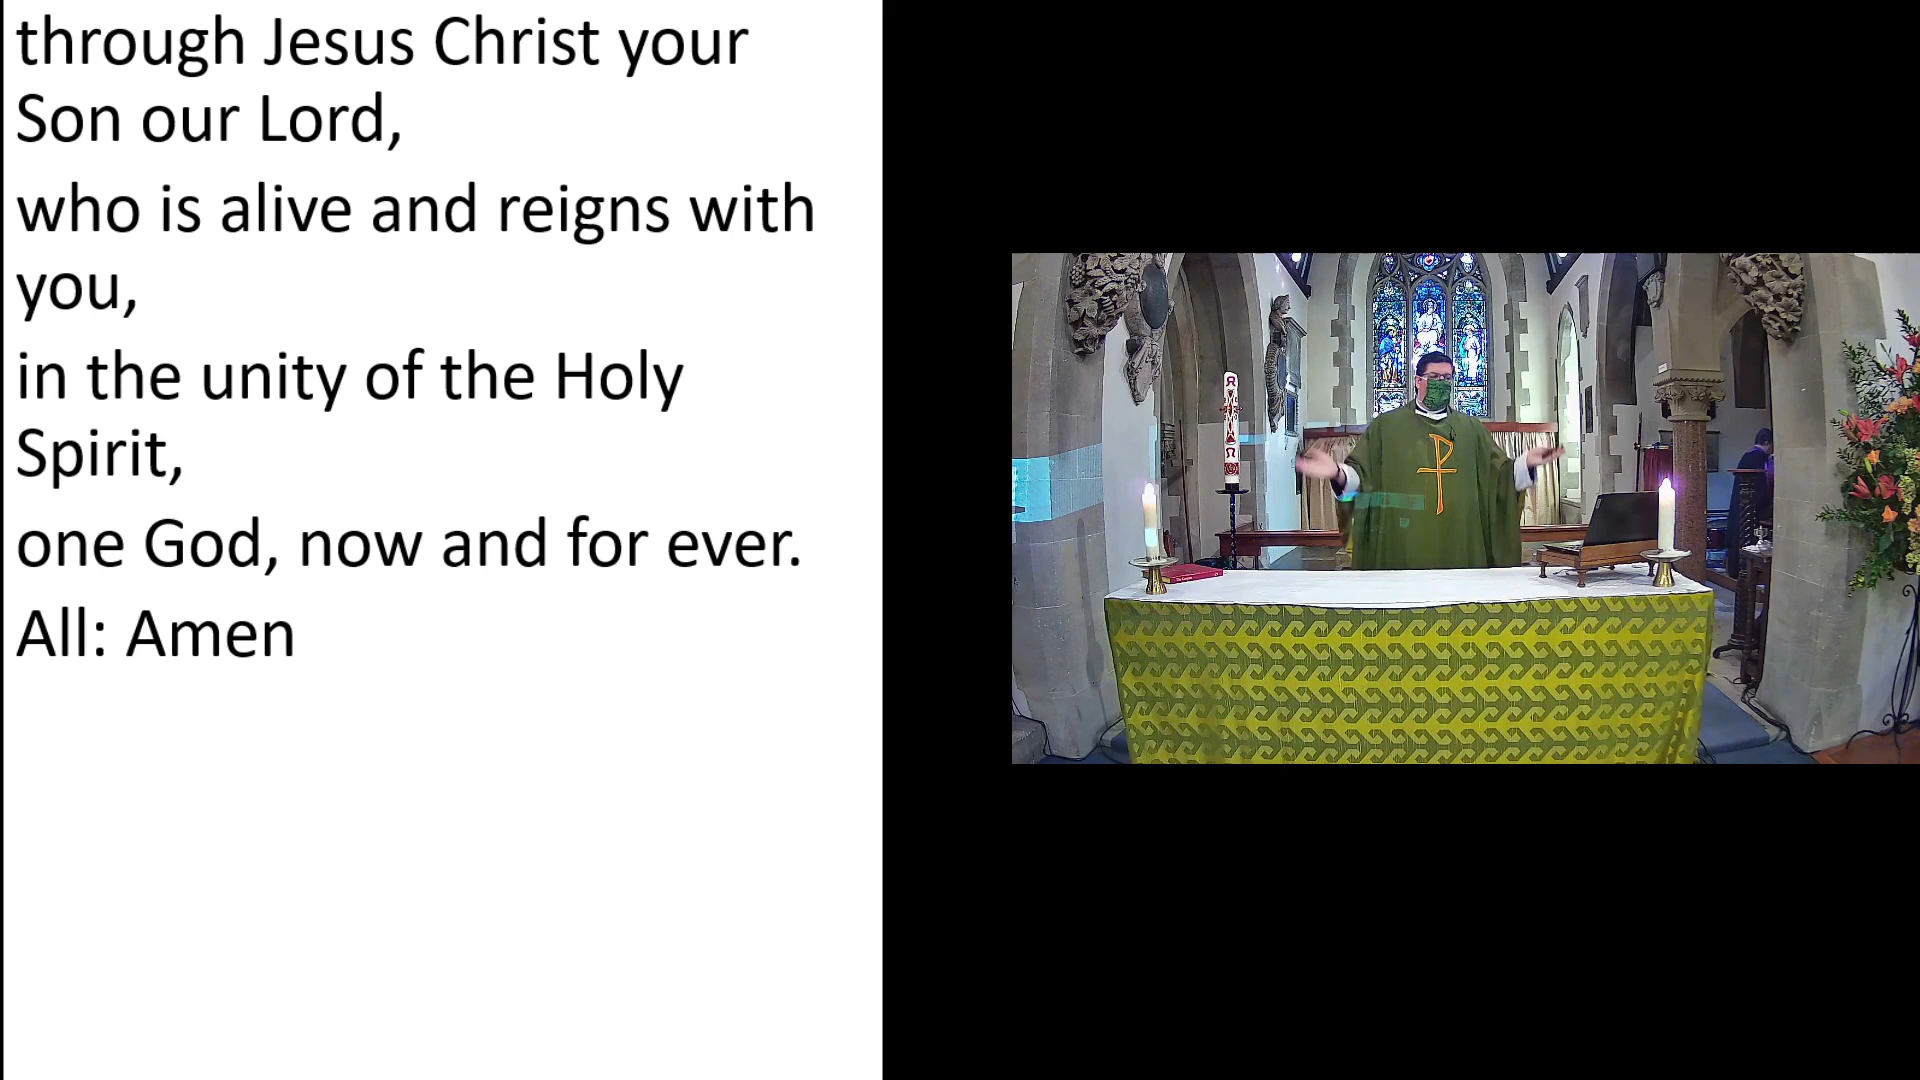 through Jesus Christ your
Son our Lord,
who is alive and reigns with
you,
in the unity of the Holy
Spirit,
one God, now and for ever.
All: Amen